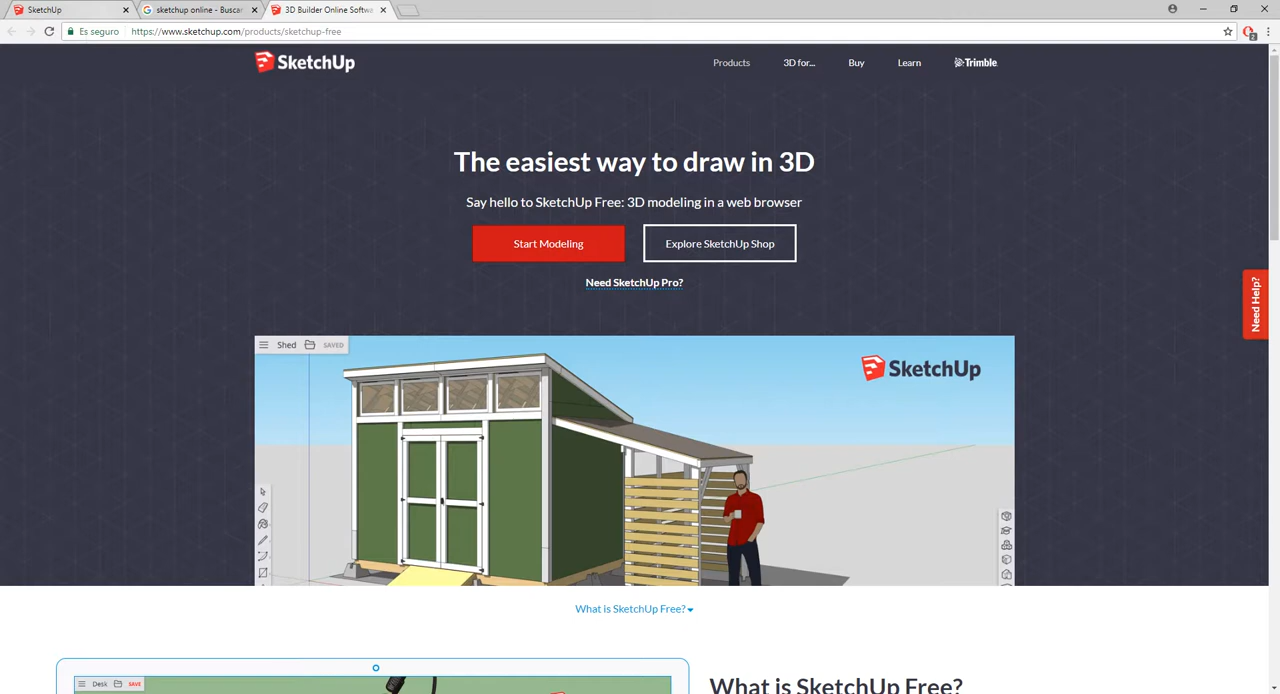 SketchUp
sketchup online - Buscar
3D Builder Online Softwa
Es seguro
https://www.sketchup.com/products/sketchup-free
2
SketchUp
Products
3D for...
Buy
Learn
Trimble
The easiest way to draw in 3D
Say hello to SketchUp Free: 3D modeling in a web browser
Start Modeling
Explore SketchUp Shop
Need SketchUp Pro?
Need Help?
Shed
SAVED
SketchUp
What is SketchUp Free?
Desk
SAVE
What is SketchUp Free?